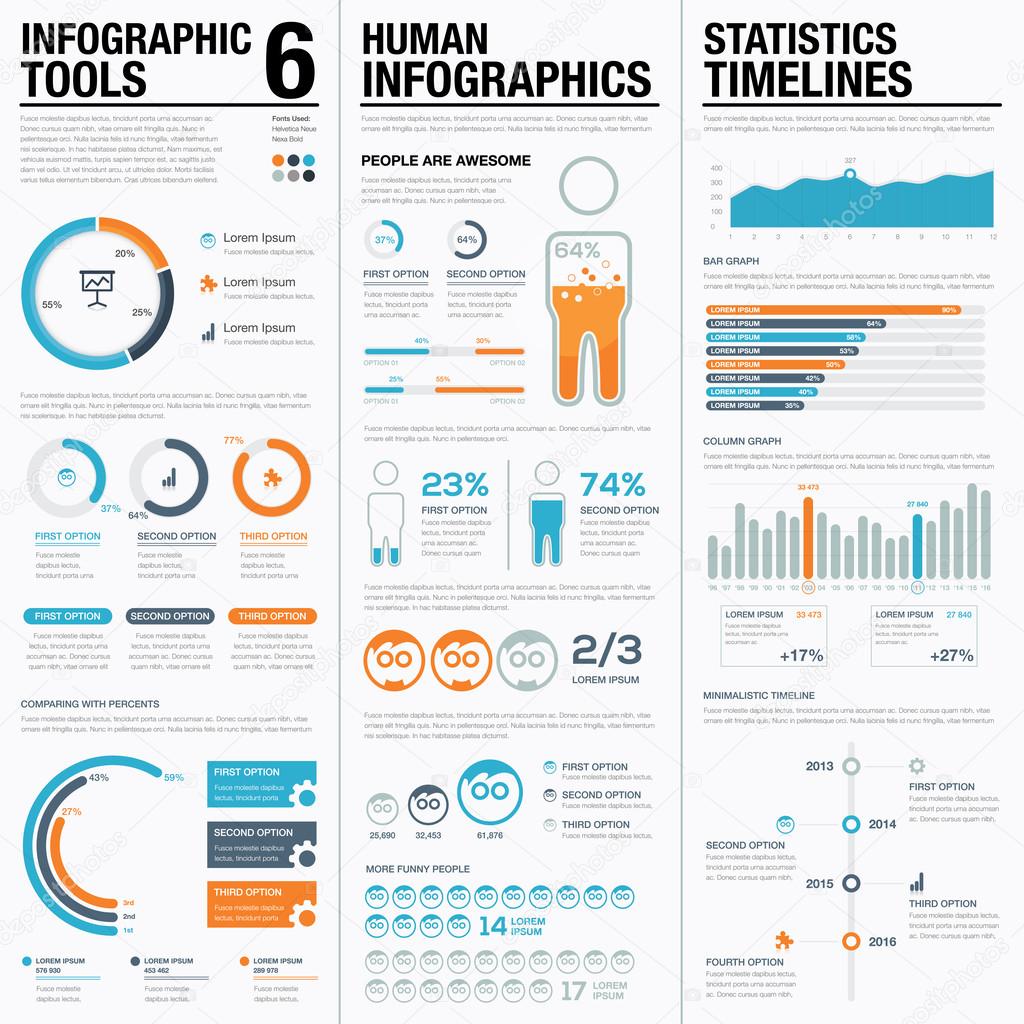 INFOGRAPHIC
TOOLS
6
Fusce molestie dapibus lectus, tincidunt porta urna accumsan ac.
Donec cursus quam nibh, vitae ornare elit fringilla quis. Nunc in
pellentesque orci. Nulla lacinia felis id nunc fringilla, vitae
fermentum nisi scelerisque. In hac habitasse platea dictumst.
Fonts Used:
Helvetica Neue
Nexa Bold
20%
55%
25%
Lorem Ipsum
Fusce molestie dapibus lectus,
Lorem Ipsum
Fusce molestie dapibus lectus,
Lorem Ipsum
Fusce molestie dapibus lectus,
Fusce molestie dapibus lectus, tincidunt porta urna accumsan ac. Donec cursus quam nibh, vitae
ornare elit fringilla quis. Nunc in pellentesque orci. Nulla lacinia felis id nunc fringilla, vitae fermentum
nisi scelerisque. In hac habitasse platea dictumst.
37%
64%
77%
FIRST OPTION
Fusce molestie
dapibus lectus,
tincidunt porta urna
SECOND OPTION
Fusce molestie
dapibus lectus,
tincidunt porta
THIRD OPTION
Fusce molestie
dapibus lectus,
tincidunt porta urna
FIRST OPTION
Fusce molestie dapibus
lectus, tincidunt porta urna
accumsan ac. Donec cursus
quam nibh, vitae ornare elit
SECOND OPTION
Fusce molestie dapibus
lectus, tincidunt porta urna
accumsan ac. Donec cursus
quam nibh, vitae ornare elit
THIRD OPTION
Fusce molestie dapibus
lectus, tincidunt porta urna
accumsan ac. Donec cursus
quam nibh, vitae ornare elit
COMPARING WITH PERCENTS
Fusce molestie dapibus lectus, tincidunt porta urna accumsan ac. Donec cursus quam nibh, vitae
ornare elit fringilla quis. Nunc in pellentesque orci. Nulla lacinia felis id nunc fringilla, vitae fermentum
59%
43%
27%
3rd
2nd
1st
FIRST OPTION
Fusce molestie dapibus
lectus, tincidunt porta
SECOND OPTION
Fusce molestie dapibus
lectus, tincidunt porta
THIRD OPTION
Fusce molestie dapibus
lectus, tincidunt porta
LOREM IPSUM
576 930
Fusce molestie
dapibus lectus,
LOREM IPSUM
453 462
Fusce molestie
dapibus lectus,
LOREM IPSUM
289 978
Fusce molestie
dapibus lectus,
HUMAN
INFOGRAPHICS
Fusce molestie dapibus lectus, tincidunt porta urna accumsan ac. Donec cursus quam nibh, vitae
ornare elit fringilla quis. Nunc in pellentesque orci. Nulla lacinia felis id nunc fringilla, vitae fermentum
PEOPLE ARE AWESOME
Fusce molestie dapibus lectus, tincidunt porta urna
accumsan ac. Donec cursus quam nibh, vitae
ornare elit fringilla quis. Nunc in pellentesque orci.
37%
FIRST OPTION
Fusce molestie dapibus
lectus, tincidunt porta
urna accumsan ac.
64%
SECOND OPTION
Fusce molestie dapibus
lectus, tincidunt porta
urna accumsan ac.
64%
40%
30%
OPTION 01
OPTION 02
25%
55%
OPTION 01
OPTION 02
Fusce molestie dapibus lectus, tincidunt porta urna accumsan ac. Donec cursus quam nibh, vitae
ornare elit fringilla quis. Nunc in pellentesque orci.
23%
FIRST OPTION
Fusce molestie dapibus
lectus, tincidunt porta
urna accumsan ac.
Donec cursus quam
74%
SECOND OPTION
Fusce molestie dapibus
lectus, tincidunt porta
urna accumsan ac.
Donec cursus quam
Fusce molestie dapibus lectus, tincidunt porta urna accumsan ac. Donec cursus quam nibh, vitae
ornare elit fringilla quis. Nunc in pellentesque orci. Nulla lacinia felis id nunc fringilla, vitae fermentum
nisi scelerisque. In hac habitasse platea dictumst.
2/3
LOREM IPSUM
Fusce molestie dapibus lectus, tincidunt porta urna accumsan ac. Donec cursus quam nibh, vitae
ornare elit fringilla quis. Nunc in pellentesque orci. Nulla lacinia felis id nunc fringilla, vitae fermentum
nisi scelerisque.
25,690
32,453
61,876
FIRST OPTION
Fusce molestie dapibus lectus,
SECOND OPTION
Fusce molestie dapibus lectus,
THIRD OPTION
Fusce molestie dapibus lectus,
MORE FUNNY PEOPLE
14 LOREM
IPSUM
17 LOREM
IPSUM
STATISTICS
TIMELINES
Fusce molestie dapibus lectus, tincidunt porta urna accumsan ac. Donec cursus quam nibh, vitae
ornare elit fringilla quis. Nunc in pellentesque orci. Nulla lacinia felis id nunc fringilla, vitae fermentum
327
400
300
200
100
0
1 2 3 4 5 6 7 8 9 10 11 12
BAR GRAPH
Fusce molestie dapibus lectus, tincidunt porta urna accumsan ac. Donec cursus quam nibh, vitae
ornare elit fringilla quis. Nunc in pellentesque orci. Nulla lacinia felis id nunc fringilla, vitae fermentum
LOREM IPSUM 90%
LOREM IPSUM 64%
LOREM IPSUM 58%
LOREM IPSUM 53%
LOREM IPSUM 50%
LOREM IPSUM 42%
LOREM IPSUM 40%
LOREM IPSUM 35%
COLUMN GRAPH
Fusce molestie dapibus lectus, tincidunt porta urna accumsan ac. Donec cursus quam nibh, vitae
ornare elit fringilla quis. Nunc in pellentesque orci. Nulla lacinia felis id nunc fringilla, vitae fermentum
33 473
27 840
'96 '97 '98 '99 '00 '01 '02 '03 '04 '05 '06 '07 '08 '09 '10 '11 '12 '13 '14 '15 '16
LOREM IPSUM 33 473
Fusce molestie dapibus
lectus, tincidunt porta urna
accumsan ac.
+17%
LOREM IPSUM 27 840
Fusce molestie dapibus
lectus, tincidunt porta urna
accumsan ac.
+27%
MINIMALISTIC TIMELINE
Fusce molestie dapibus lectus, tincidunt porta urna accumsan ac. Donec cursus quam nibh, vitae
ornare elit fringilla quis. Nunc in pellentesque orci. Nulla lacinia felis id nunc fringilla, vitae fermentum
2013
FIRST OPTION
Fusce molestie dapibus lectus,
tincidunt porta urna accumsan
ac. Donec cursus quam nibh,
2014
SECOND OPTION
Fusce molestie dapibus lectus,
tincidunt porta urna accumsan
ac. Donec cursus quam nibh,
2015
THIRD OPTION
Fusce molestie dapibus lectus,
tincidunt porta urna accumsan
ac. Donec cursus quam nibh,
2016
FOURTH OPTION
Fusce molestie dapibus lectus,
tincidunt porta urna accumsan
ac. Donec cursus quam nibh,
depositphotos